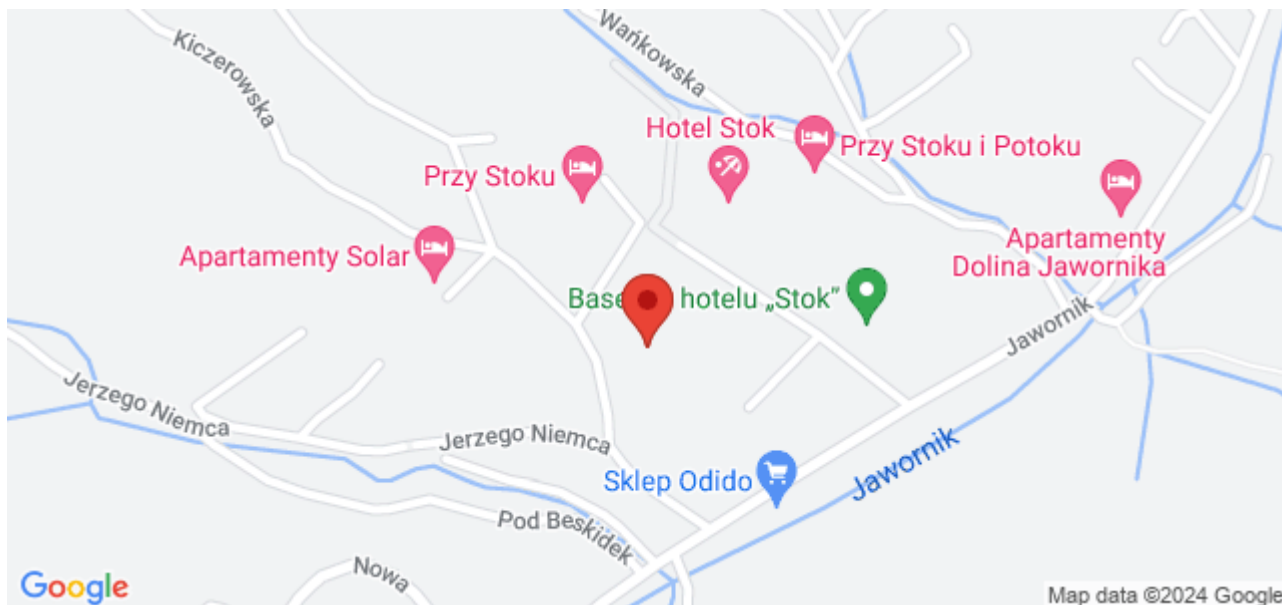 Kiczerowska
Wańkowska
Hotel Stok
Przy Stoku i Potoku
Przy Stoku
Apartamenty Solar
Apartamenty
Dolina Jawornika
hotelu „Stok”
Jawornik
Jerzego Niemca
Jerzego Niemca
Jawornik
Sklep Odido
Pod Beskidek
Nowa
Google
Map data ©2024 Google